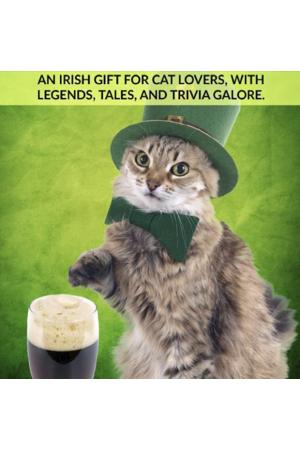 AN IRISH GIFT FOR CAT LOVERS, WITH
LEGENDS, TALES, AND TRIVIA GALORE.